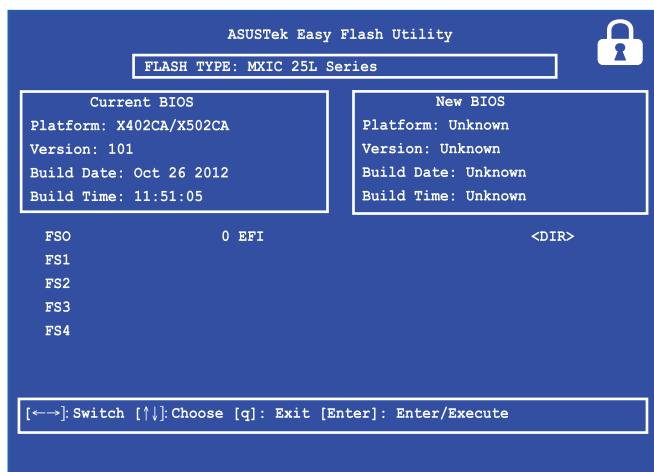 ASUSTek Easy Flash Utility
FLASH TYPE: MXIC 25L Series
Current BIOS
Platform: X402CA/X502CA
Version: 101
Build Date: Oct 26 2012
Build Time: 11:51:05
New BIOS
Platform: Unknown
Version: Unknown
Build Date: Unknown
Build Time: Unknown
FSO 0 EFI <DIR>
FS1
FS2
FS3
FS4
[←→]: Switch [↑↓]: Choose [q]: Exit [Enter]: Enter/Execute